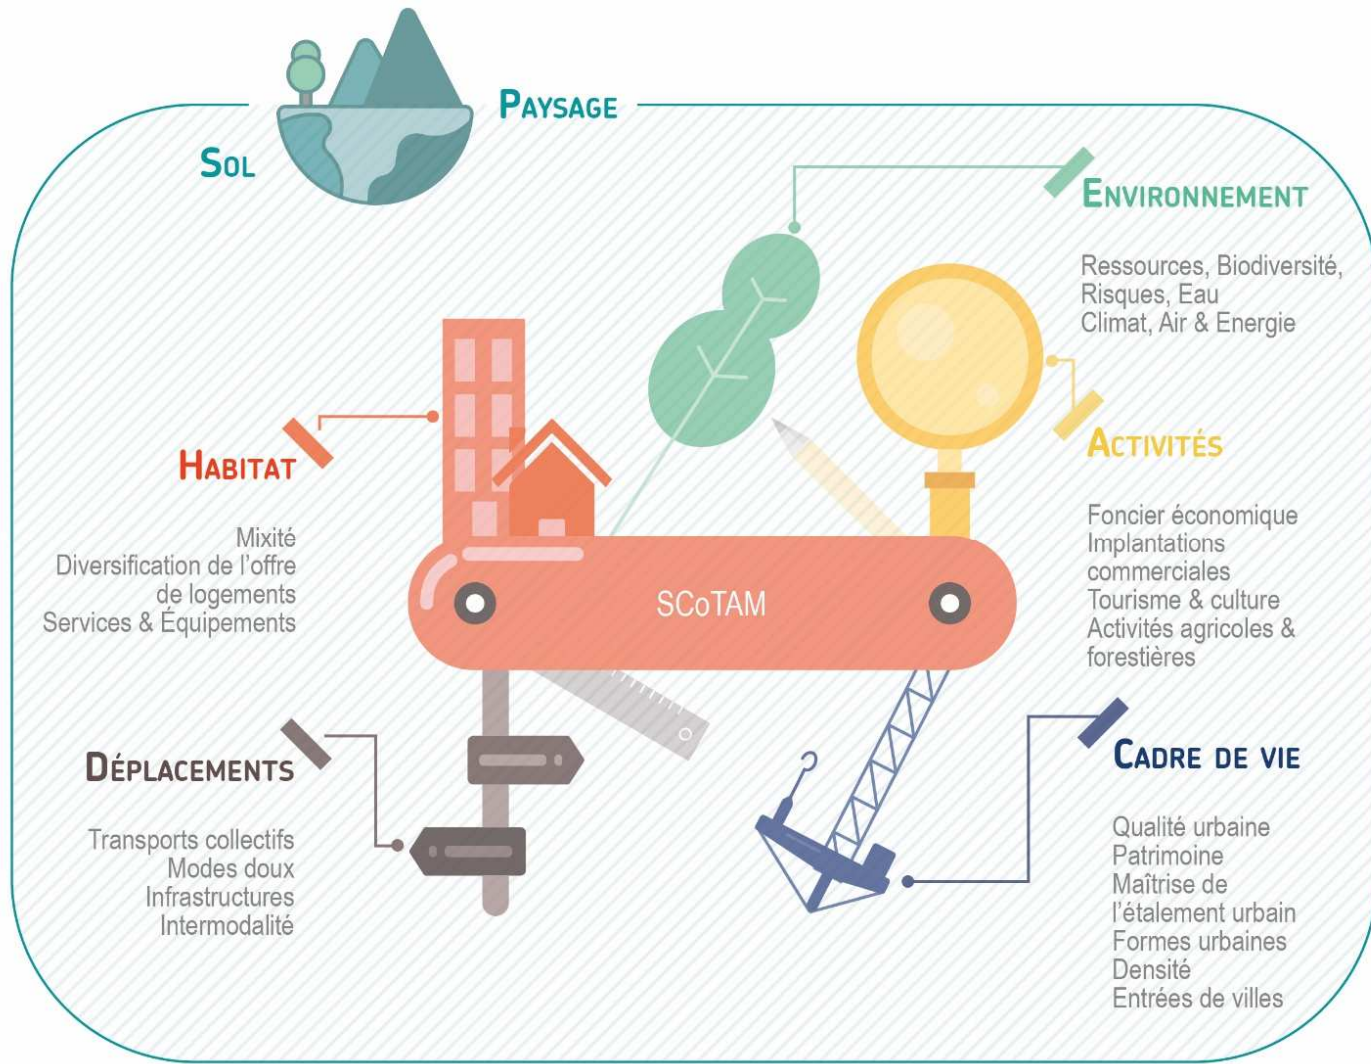 PAYSAGE
SOL
ENVIRONNEMENT
Ressources, Biodiversité,
Risques, Eau
Climat, Air & Energie
HABITAT
Mixité
Diversification de l'offre
de logements
Services & Équipements
ACTIVITÉS
Foncier économique
Implantations
commerciales
Tourisme & culture
Activités agricoles &
forestières
SCoTAM
DÉPLACEMENTS
Transports collectifs
Modes doux
Infrastructures
Intermodalité
CADRE DE VIE
Qualité urbaine
Patrimoine
Maîtrise de
l'étalement urbain
Formes urbaines
Densité
Entrées de villes